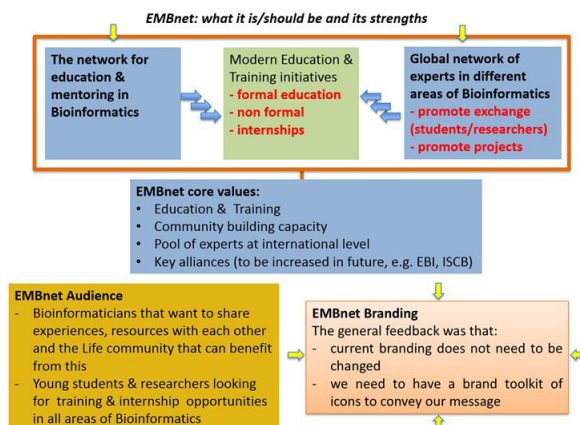 EMBnet: what it is/should be and its strengths
The network for
education &
mentoring in
Bioinformatics
Modern Education &
Training initiatives
- formal education
- non formal
- internships
Global network of
experts in different
areas of Bioinformatics
- promote exchange
(students/researchers)
- promote projects
EMBnet core values:
• Education & Training
• Community building capacity
• Pool of experts at international level
• Key alliances (to be increased in future, e.g. EBI, ISCB)
EMBnet Audience
- Bioinformaticians that want to share
experiences, resources with each other
and the Life community that can benefit
from this
- Young students & researchers looking
for training & internship opportunities
in all areas of Bioinformatics
EMBnet Branding
The general feedback was that:
- current branding does not need to be
changed
- we need to have a brand toolkit of
icons to convey our message